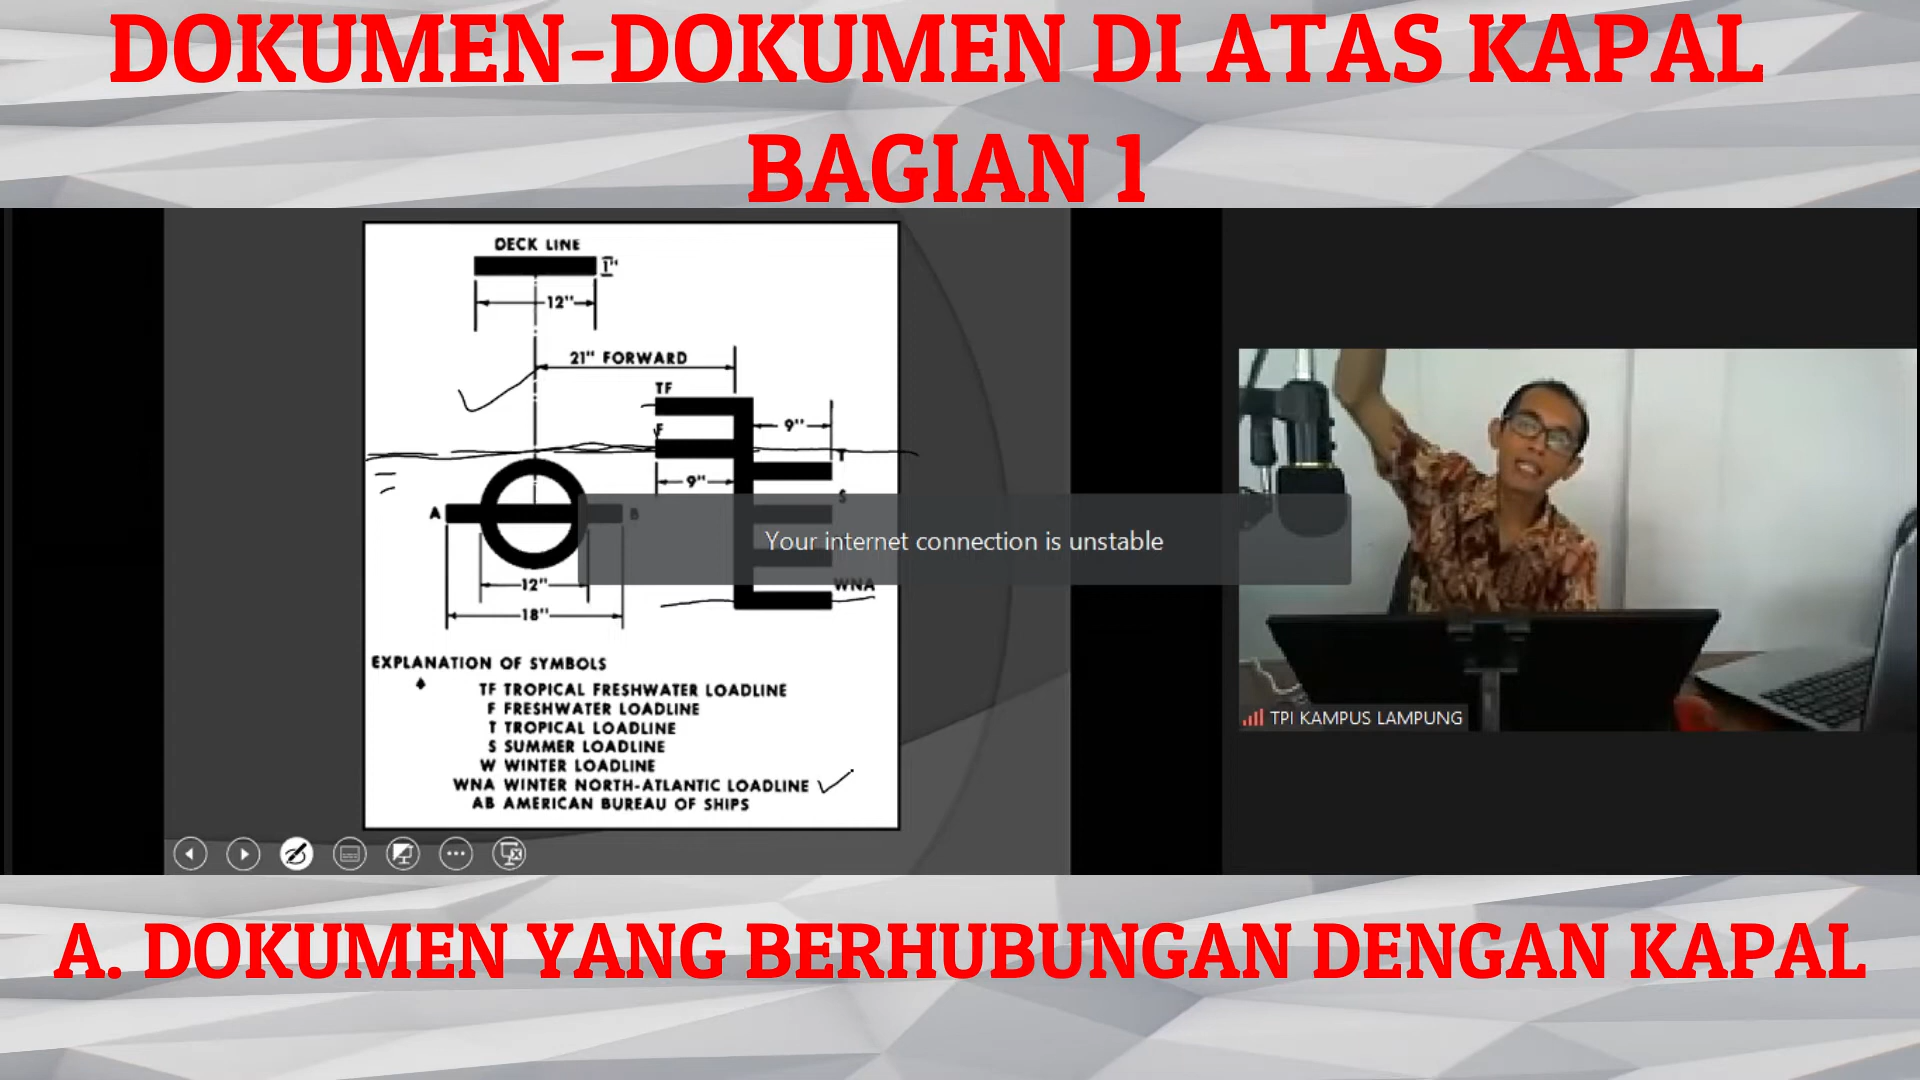 DOKUMEN-DOKUMEN DI ATAS KAPAL
BAGIAN 1
DECK LINE
1"
12"
21" FORWARD
TF
F
9"
T
9"
S
A
B
Your internet connection is unstable
WNA
12"
18"
EXPLANATION OF SYMBOLS
TF TROPICAL FRESHWATER LOADLINE
F FRESHWATER LOADLINE
T TROPICAL LOADLINE
S SUMMER LOADLINE
W WINTER LOADLINE
WNA WINTER NORTH-ATLANTIC LOADLINE
AB AMERICAN BUREAU OF SHIPS
TPI KAMPUS LAMPUNG
A. DOKUMEN YANG BERHUBUNGAN DENGAN KAPAL